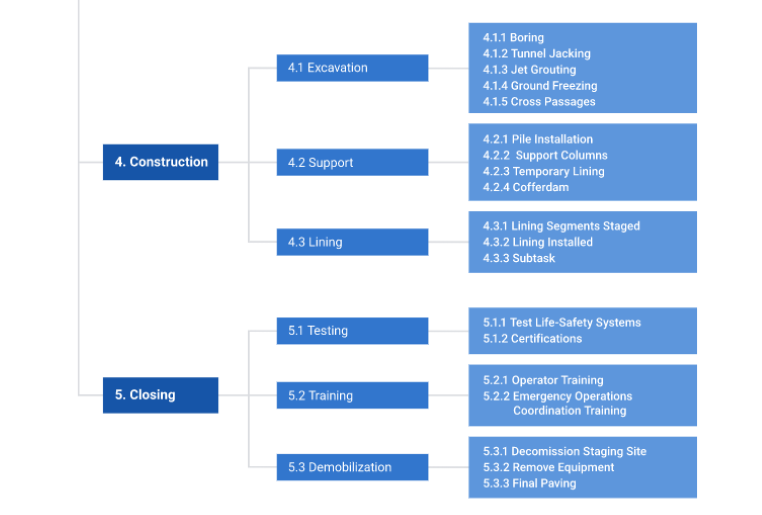 4. Construction
4.1 Excavation
4.1.1 Boring
4.1.2 Tunnel Jacking
4.1.3 Jet Grouting
4.1.4 Ground Freezing
4.1.5 Cross Passages
4.2 Support
4.2.1 Pile Installation
4.2.2 Support Columns
4.2.3 Temporary Lining
4.2.4 Cofferdam
4.3 Lining
4.3.1 Lining Segments Staged
4.3.2 Lining Installed
4.3.3 Subtask
5. Closing
5.1 Testing
5.1.1 Test Life-Safety Systems
5.1.2 Certifications
5.2 Training
5.2.1 Operator Training
5.2.2 Emergency Operations
Coordination Training
5.3 Demobilization
5.3.1 Decomission Staging Site
5.3.2 Remove Equipment
5.3.3 Final Paving